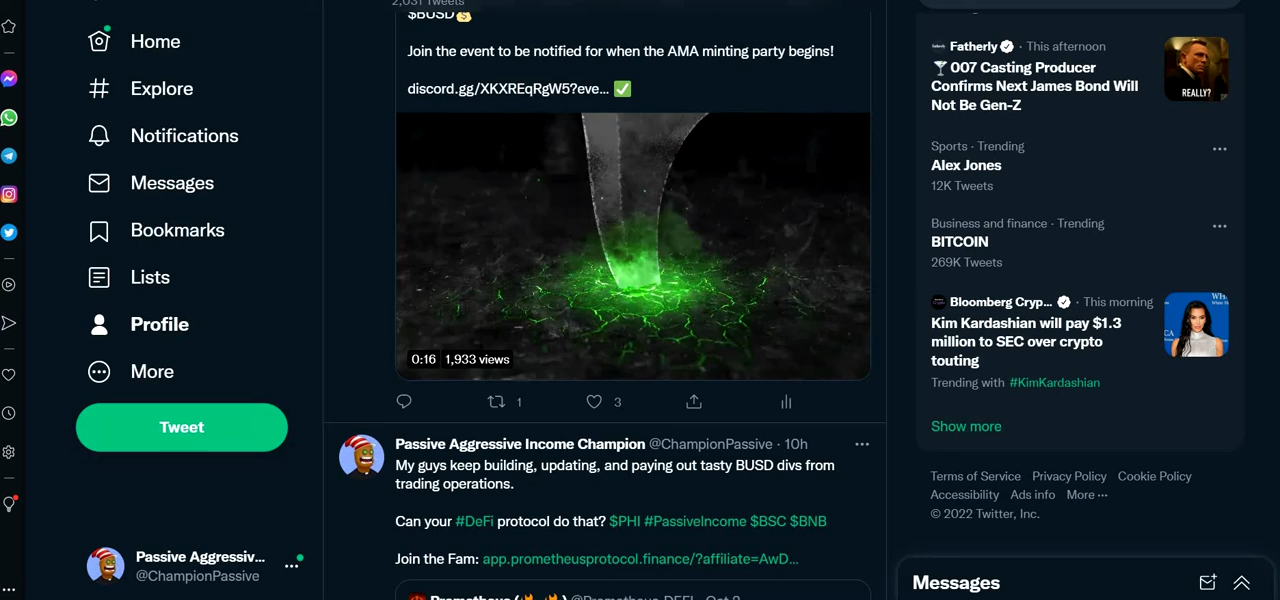 Home
Explore
Notifications
Messages
Bookmarks
Lists
Profile
More
Tweet
Passive Aggressiv...
@ChampionPassive
2,031 Tweets
$BUSD💰
Join the event to be notified for when the AMA minting party begins!
discord.gg/XKXREqRgW5?eve... ✅
0:16 1,933 views
1
3
Passive Aggressive Income Champion @ChampionPassive · 10h
My guys keep building, updating, and paying out tasty BUSD divs from
trading operations.
Can your #DeFi protocol do that? $PHI #PassiveIncome $BSC $BNB
Join the Fam: app.prometheusprotocol.finance/?affiliate=AwD...
Fatherly · This afternoon
🍸007 Casting Producer
Confirms Next James Bond Will
Not Be Gen-Z
REALLY?
Sports · Trending
Alex Jones
12K Tweets
Business and finance · Trending
BITCOIN
269K Tweets
Bloomberg Cryp... · This morning
Kim Kardashian will pay $1.3
million to SEC over crypto
touting
Trending with #KimKardashian
Show more
Terms of Service Privacy Policy Cookie Policy
Accessibility Ads info More ···
© 2022 Twitter, Inc.
Messages